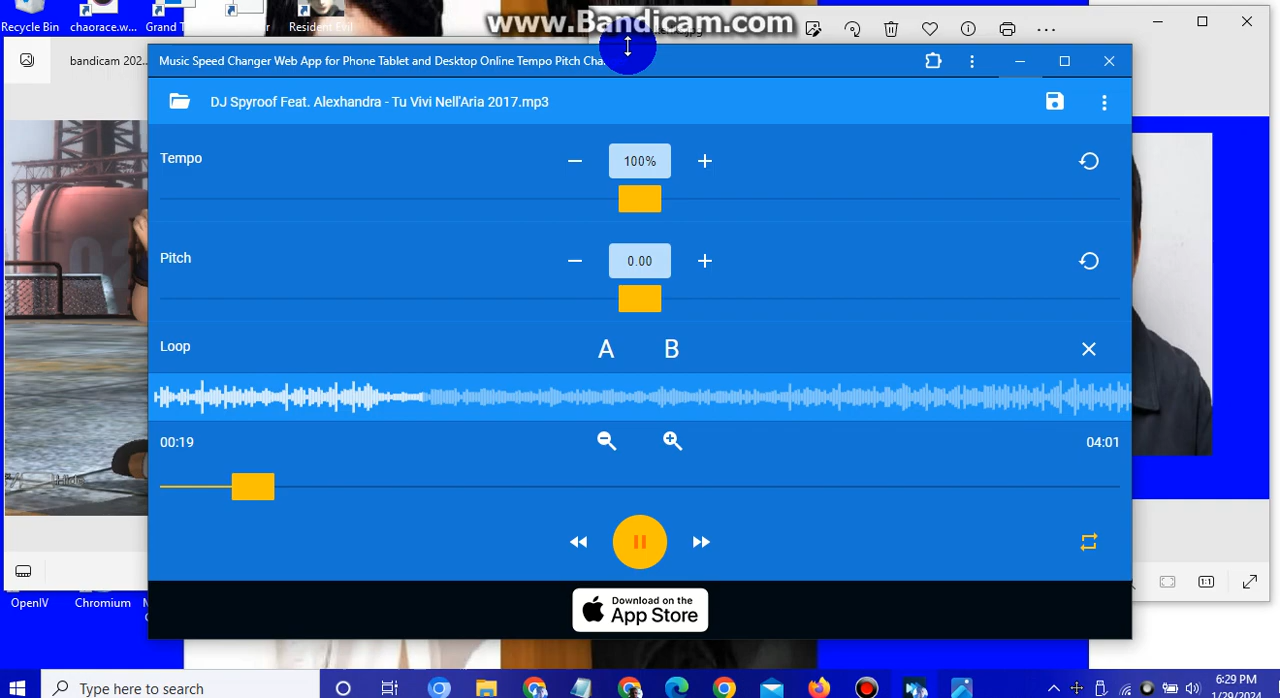 www.Bandicam.com
Recycle Bin
chaorace.w...
Grand T
Resident Evil
bandicam 202...
Music Speed Changer Web App for Phone Tablet and Desktop Online Tempo Pitch Cha
DJ Spyroof Feat. Alexhandra - Tu Vivi Nell'Aria 2017.mp3
Tempo
100%
Pitch
0.00
Loop
A B
00:19
04:01
OpenIV
Chromium
Download on the
App Store
Type here to search
6:29 PM
1/29/2024